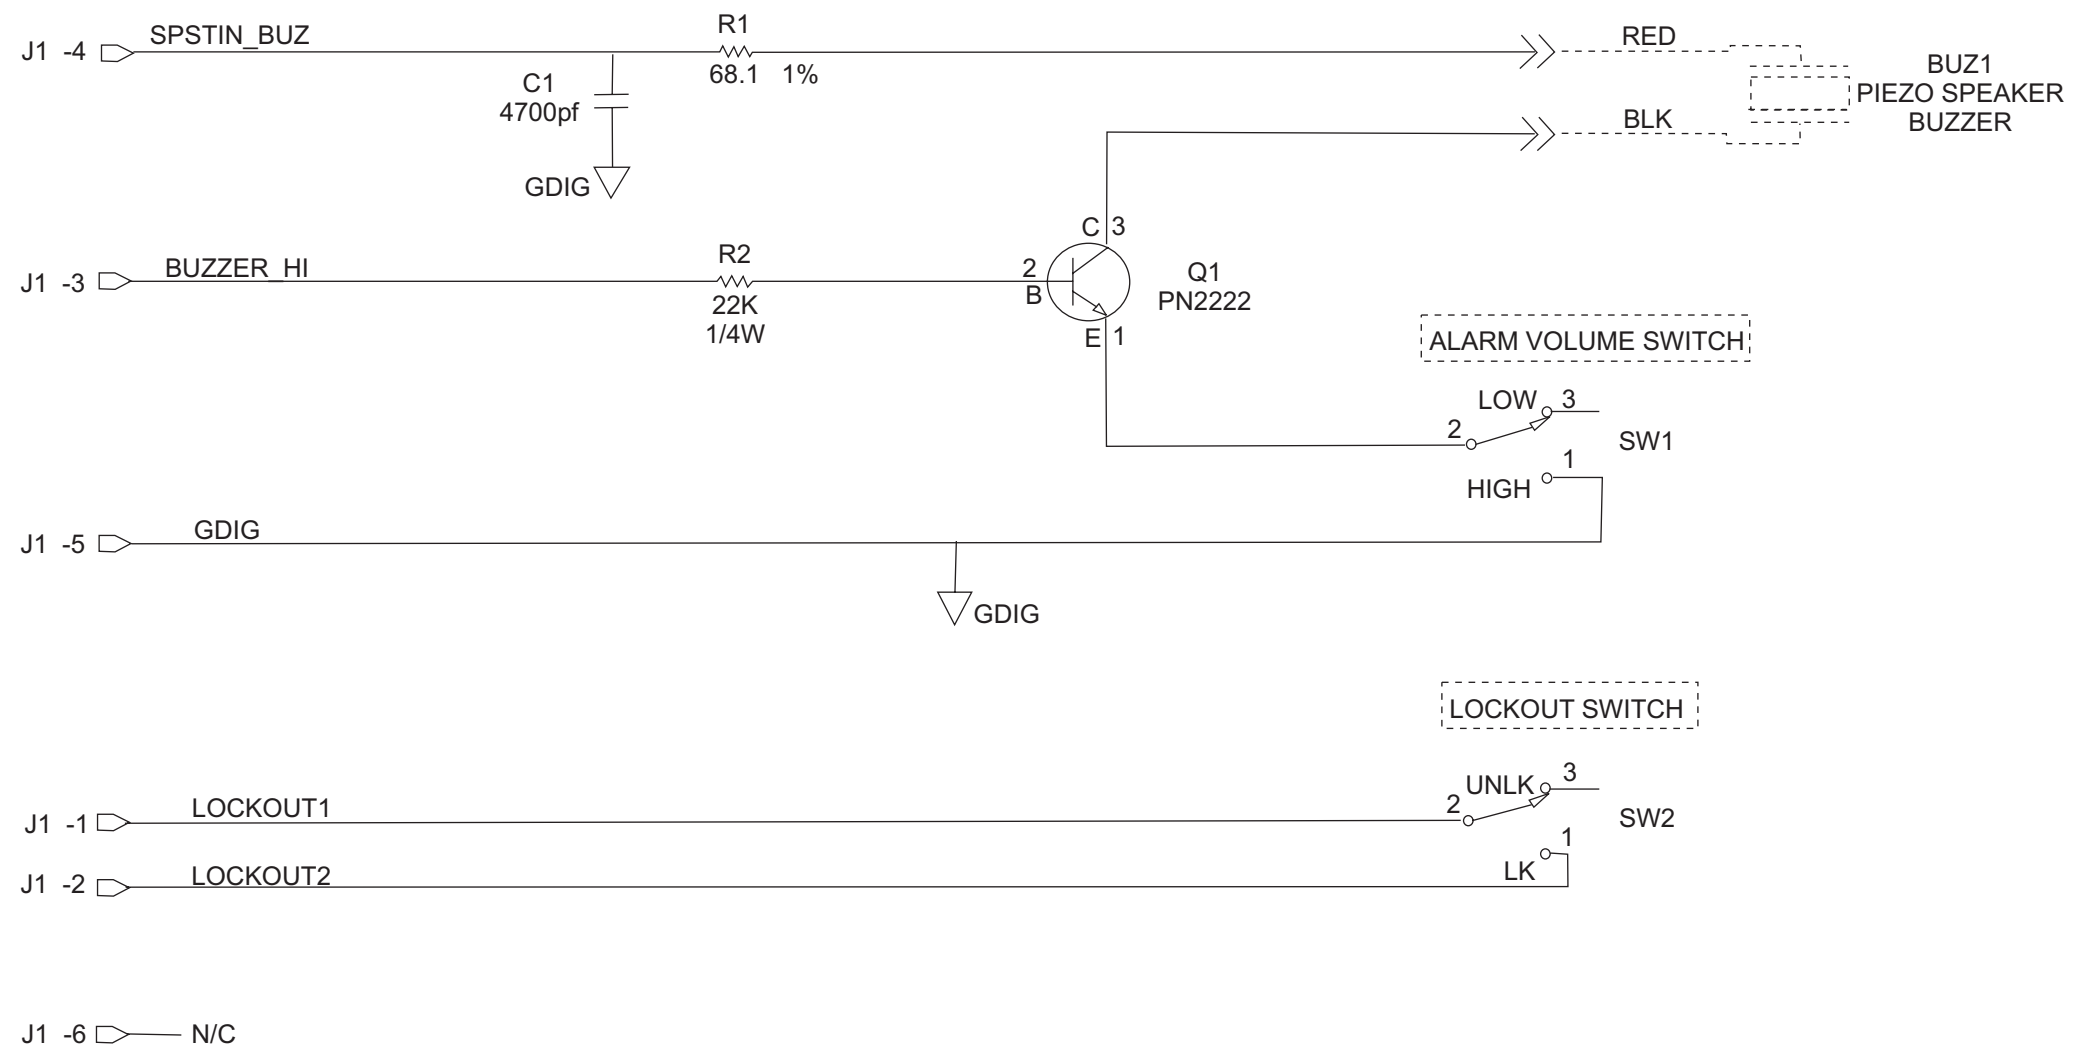 R1
J1 -4 SPSTIN_BUZ
68.1 1%
RED
C1
4700pf
GDIG
BLK
BUZ1
PIEZO SPEAKER
BUZZER
C 3
J1 -3 BUZZER_HI
R2
22K
1/4W
2
B
Q1
PN2222
E 1
ALARM VOLUME SWITCH
LOW 3
2
SW1
1
HIGH
J1 -5 GDIG
GDIG
LOCKOUT SWITCH
UNLK 3
2
SW2
J1 -1 LOCKOUT1
1
LK
J1 -2 LOCKOUT2
J1 -6 N/C